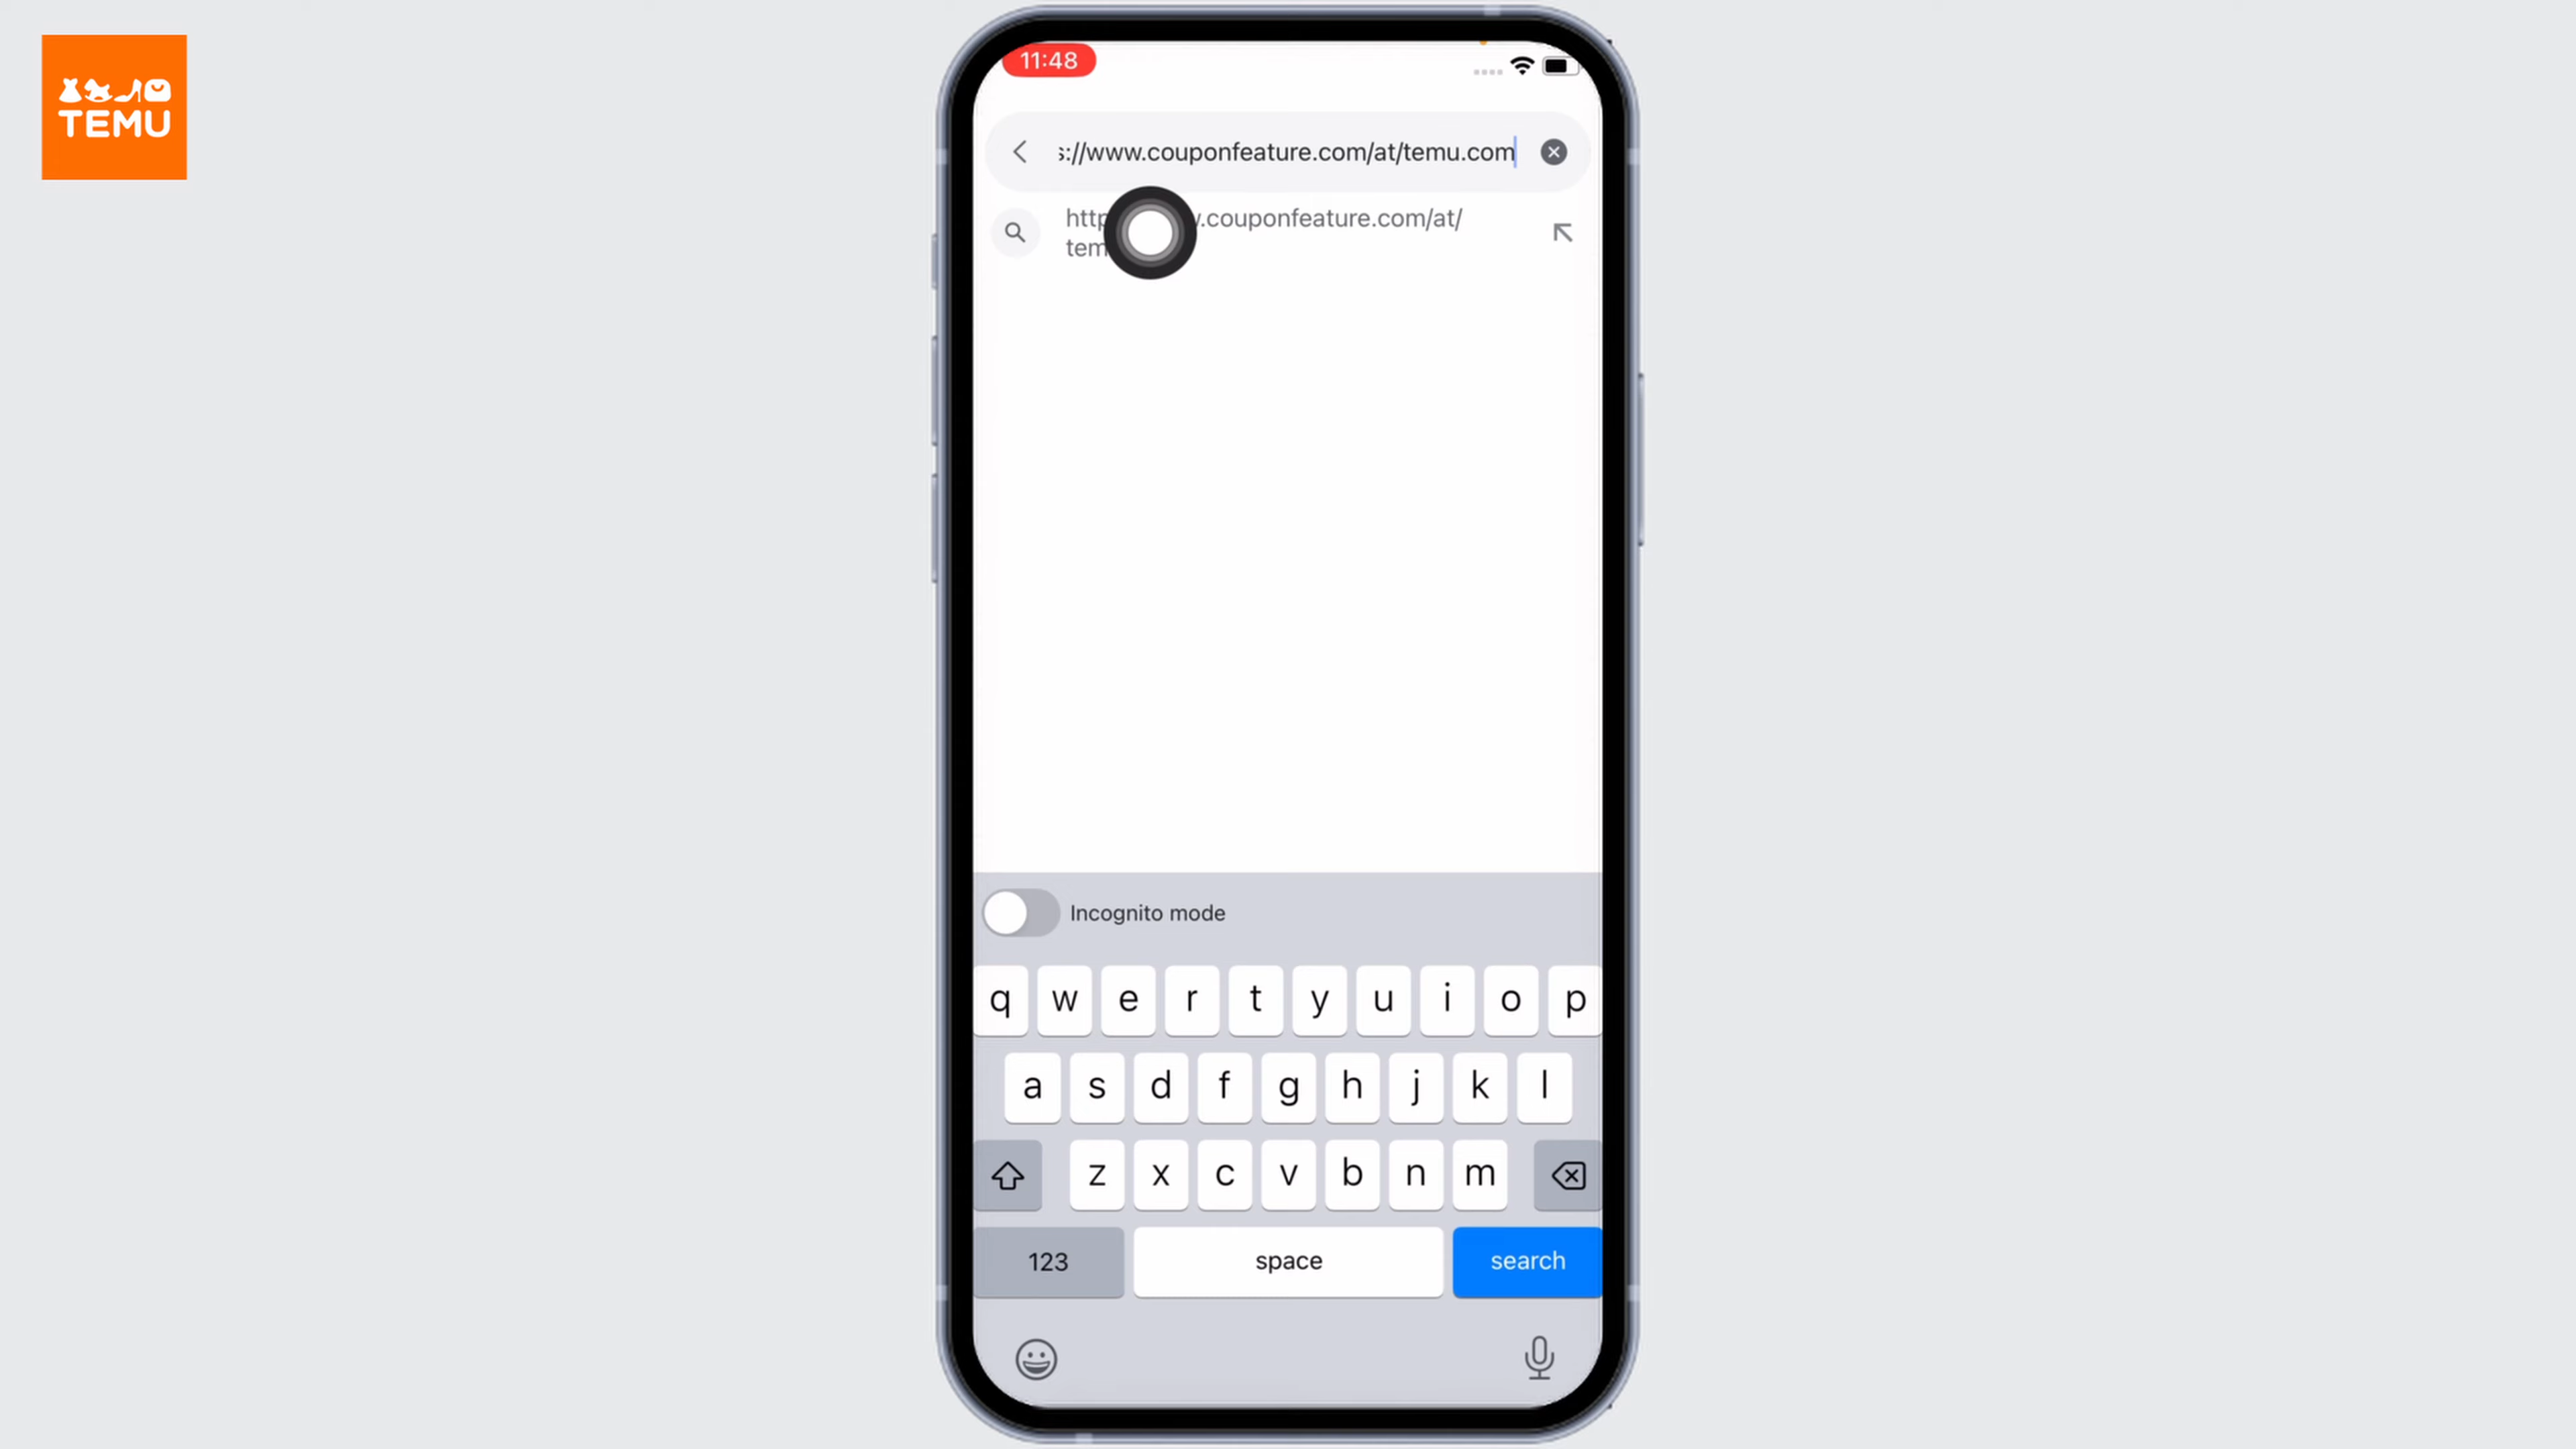 TEMU
11:48
s://www.couponfeature.com/at/temu.com
.couponfeature.com/at/
Incognito mode
q w e r t y u i o p
a s d f g h j k l
z x c v b n m
123 space search